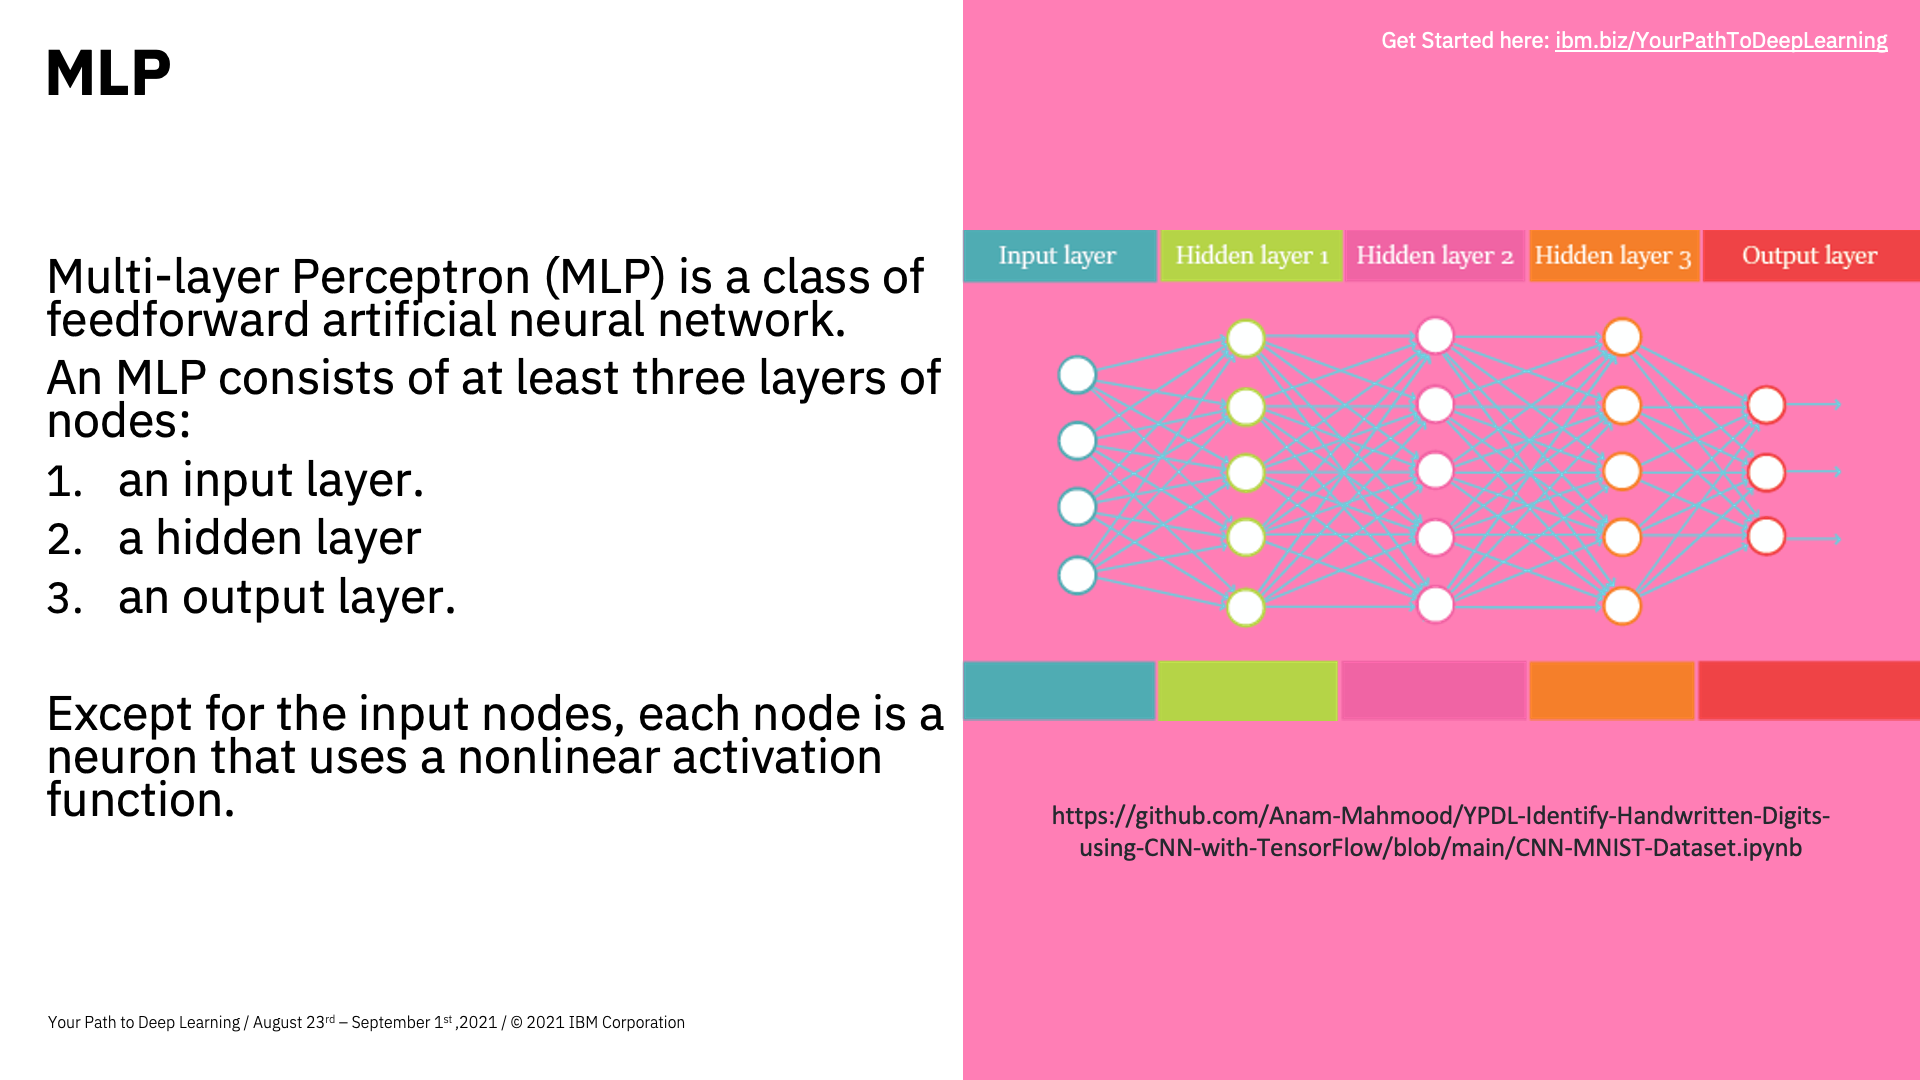 MLP
Get Started here: ibm.biz/YourPathToDeepLearning
Multi-layer Perceptron (MLP) is a class of
feedforward artificial neural network.
An MLP consists of at least three layers of
nodes:
1. an input layer.
2. a hidden layer
3. an output layer.
Except for the input nodes, each node is a
neuron that uses a nonlinear activation
function.
Input layer
Hidden layer 1
Hidden layer 2
Hidden layer 3
Output layer
https://github.com/Anam-Mahmood/YPDL-Identify-Handwritten-Digits-
using-CNN-with-TensorFlow/blob/main/CNN-MNIST-Dataset.ipynb
Your Path to Deep Learning / August 23rd – September 1st ,2021 / © 2021 IBM Corporation